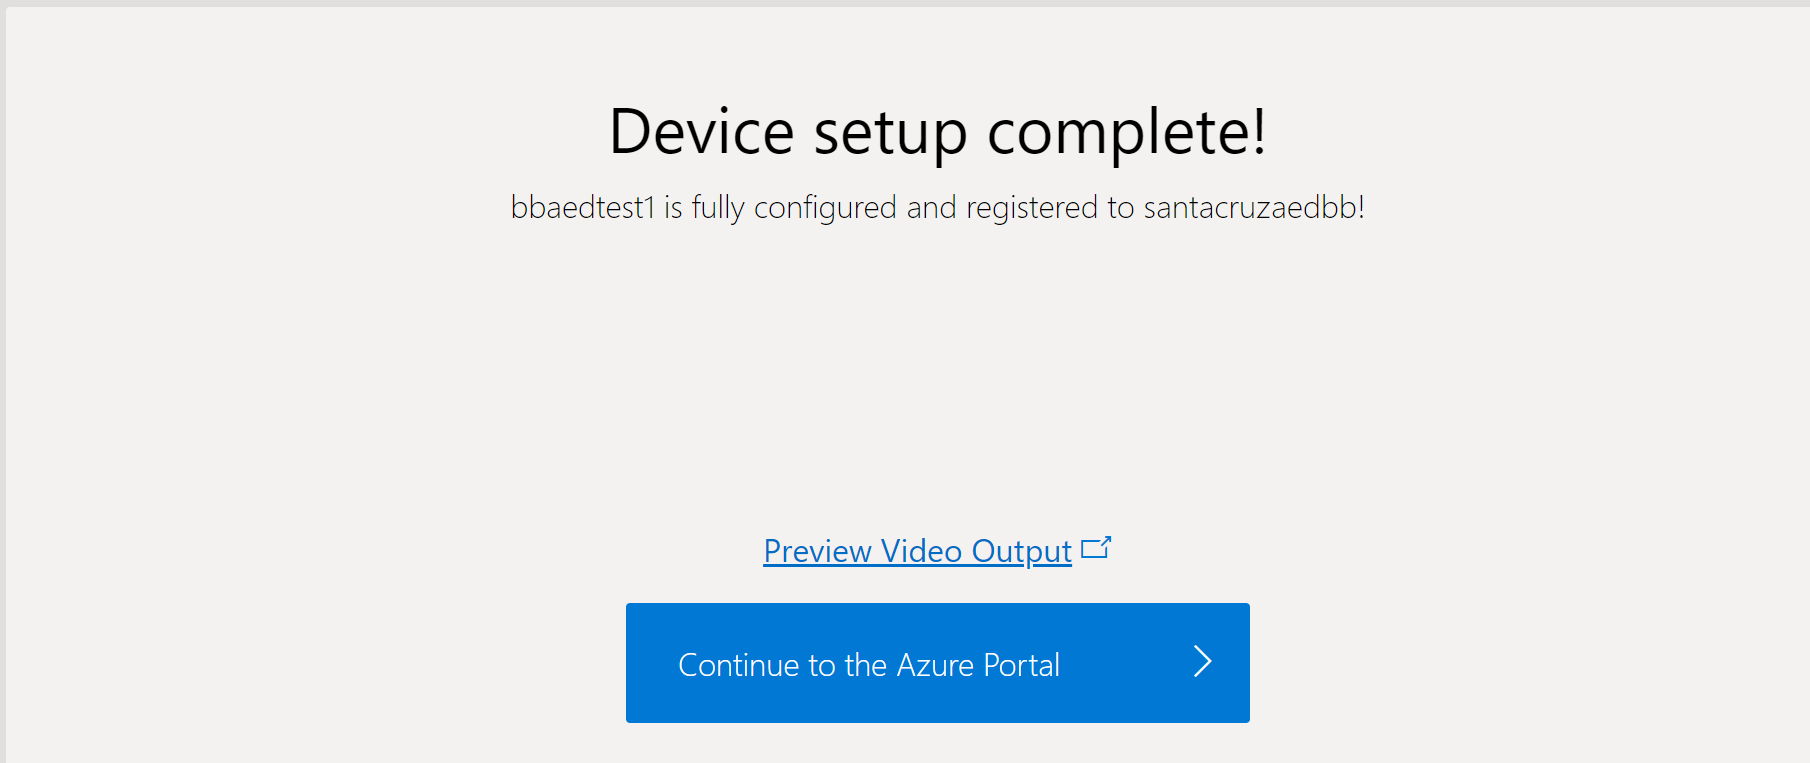 Device setup complete!
bbaedtest1 is fully configured and registered to santacruzaedbb!
Preview Video Output
Continue to the Azure Portal